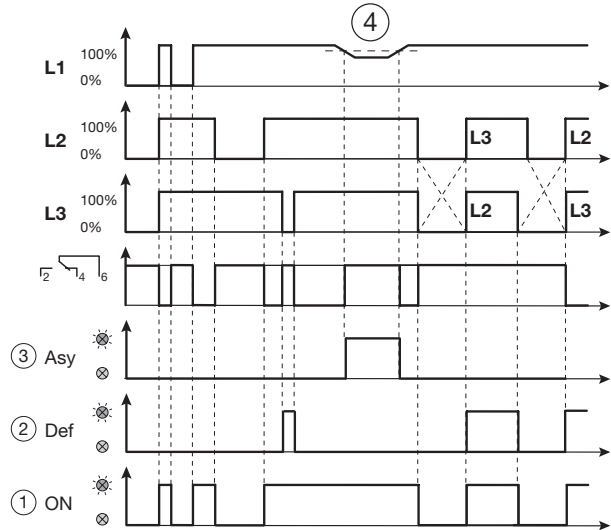 4
L1 100%
0%
L2 100%
0%
L3 L2
L3 100%
0%
L2 L3
2 4 6
3 Asy
2 Def
1 ON